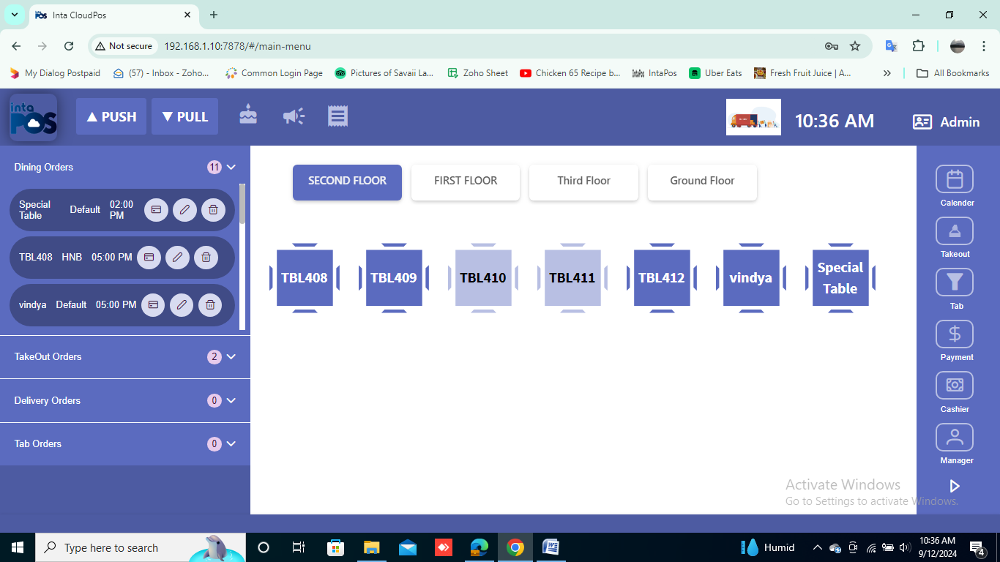 Inta CloudPos
Not secure
192.168.1.10:7878/#/main-menu
My Dialog Postpaid
(57) - Inbox - Zoho...
Common Login Page
Pictures of Savaii La...
Zoho Sheet
Chicken 65 Recipe b...
IntaPos
Uber Eats
Fresh Fruit Juice | A...
All Bookmarks
inta
POS
PUSH
PULL
10:36 AM
Admin
Dining Orders
11
Special
Table
Default
02:00
PM
TBL408
HNB
05:00 PM
vindya
Default
05:00 PM
TakeOut Orders
2
Delivery Orders
0
Tab Orders
0
SECOND FLOOR
FIRST FLOOR
Third Floor
Ground Floor
TBL408
TBL409
TBL410
TBL411
TBL412
vindya
Special
Table
Calender
Takeout
Tab
Payment
Cashier
Manager
Activate Windows
Go to Settings to activate Windows.
Type here to search
Humid
10:36 AM
9/12/2024
4